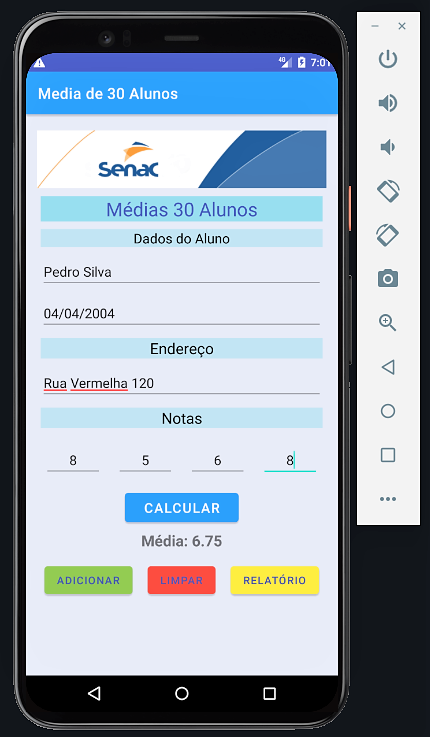 4G 7:01
Media de 30 Alunos
Senac
Médias 30 Alunos
Dados do Aluno
Pedro Silva
04/04/2004
Endereço
Rua Vermelha 120
Notas
8 5 6 8
CALCULAR
Média: 6.75
ADICIONAR LIMPAR RELATÓRIO